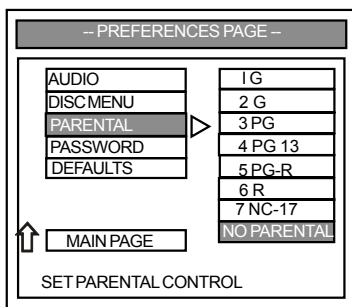 -- PREFERENCES PAGE --
AUDIO
DISC MENU
PARENTAL
PASSWORD
DEFAULTS
MAIN PAGE
1 G
2 G
3 PG
4 PG 13
5 PG-R
6 R
7 NC-17
NO PARENTAL
SET PARENTAL CONTROL